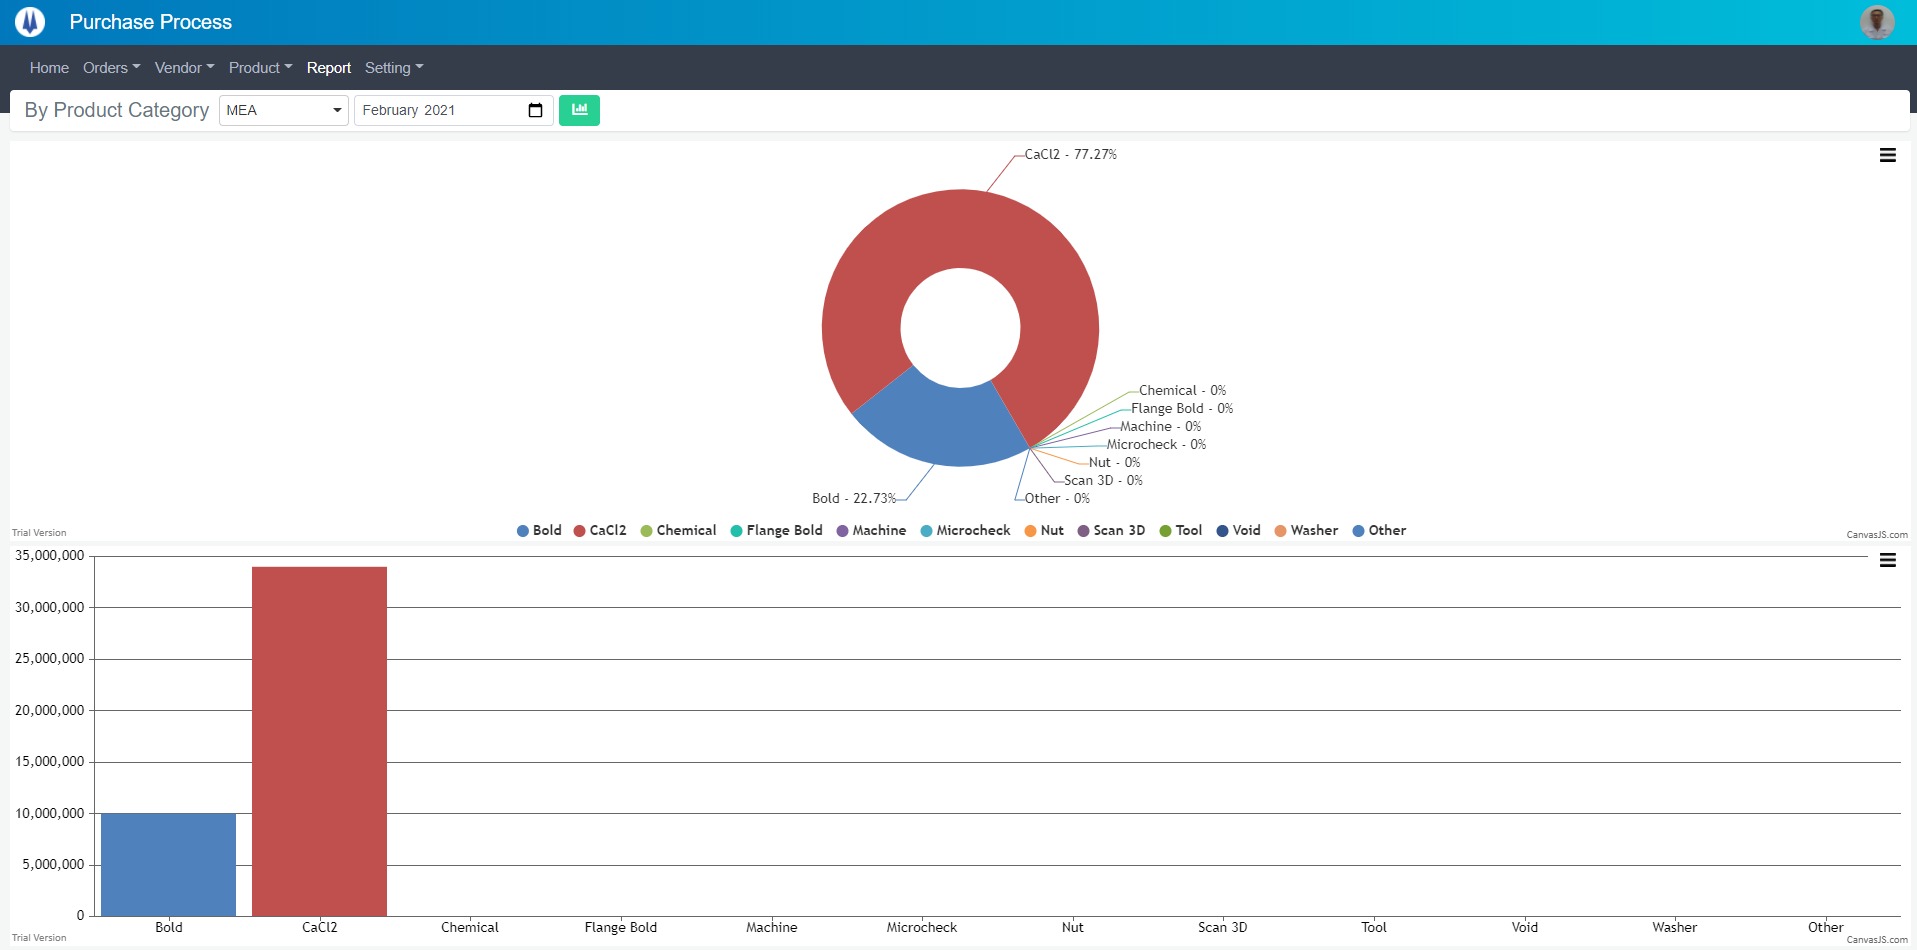 Purchase Process
Home Orders Vendor Product Report Setting
By Product Category MEA February 2021
CaCl2 - 77.27%
Chemical - 0%
Flange Bold - 0%
Machine - 0%
Microcheck - 0%
Nut - 0%
Scan 3D - 0%
Bold - 22.73%
Other - 0%
Bold CaCl2 Chemical Flange Bold Machine Microcheck Nut Scan 3D Tool Void Washer Other
Trial Version
CanvasJS.com
35,000,000
30,000,000
25,000,000
20,000,000
15,000,000
10,000,000
5,000,000
0
Bold CaCl2 Chemical Flange Bold Machine Microcheck Nut Scan 3D Tool Void Washer Other
Trial Version
CanvasJS.com